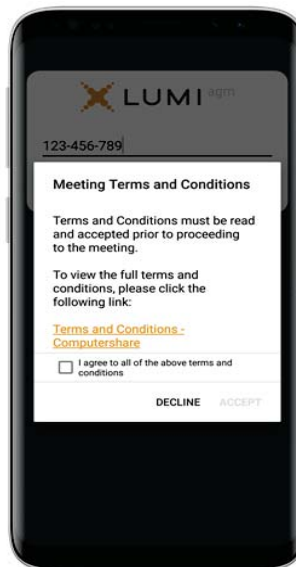 LUMI agm
123-456-789
Meeting Terms and Conditions
Terms and Conditions must be read
and accepted prior to proceeding
to the meeting.
To view the full terms and
conditions, please click the
following link:
Terms and Conditions -
Computershare
I agree to all of the above terms and
conditions
DECLINE ACCEPT